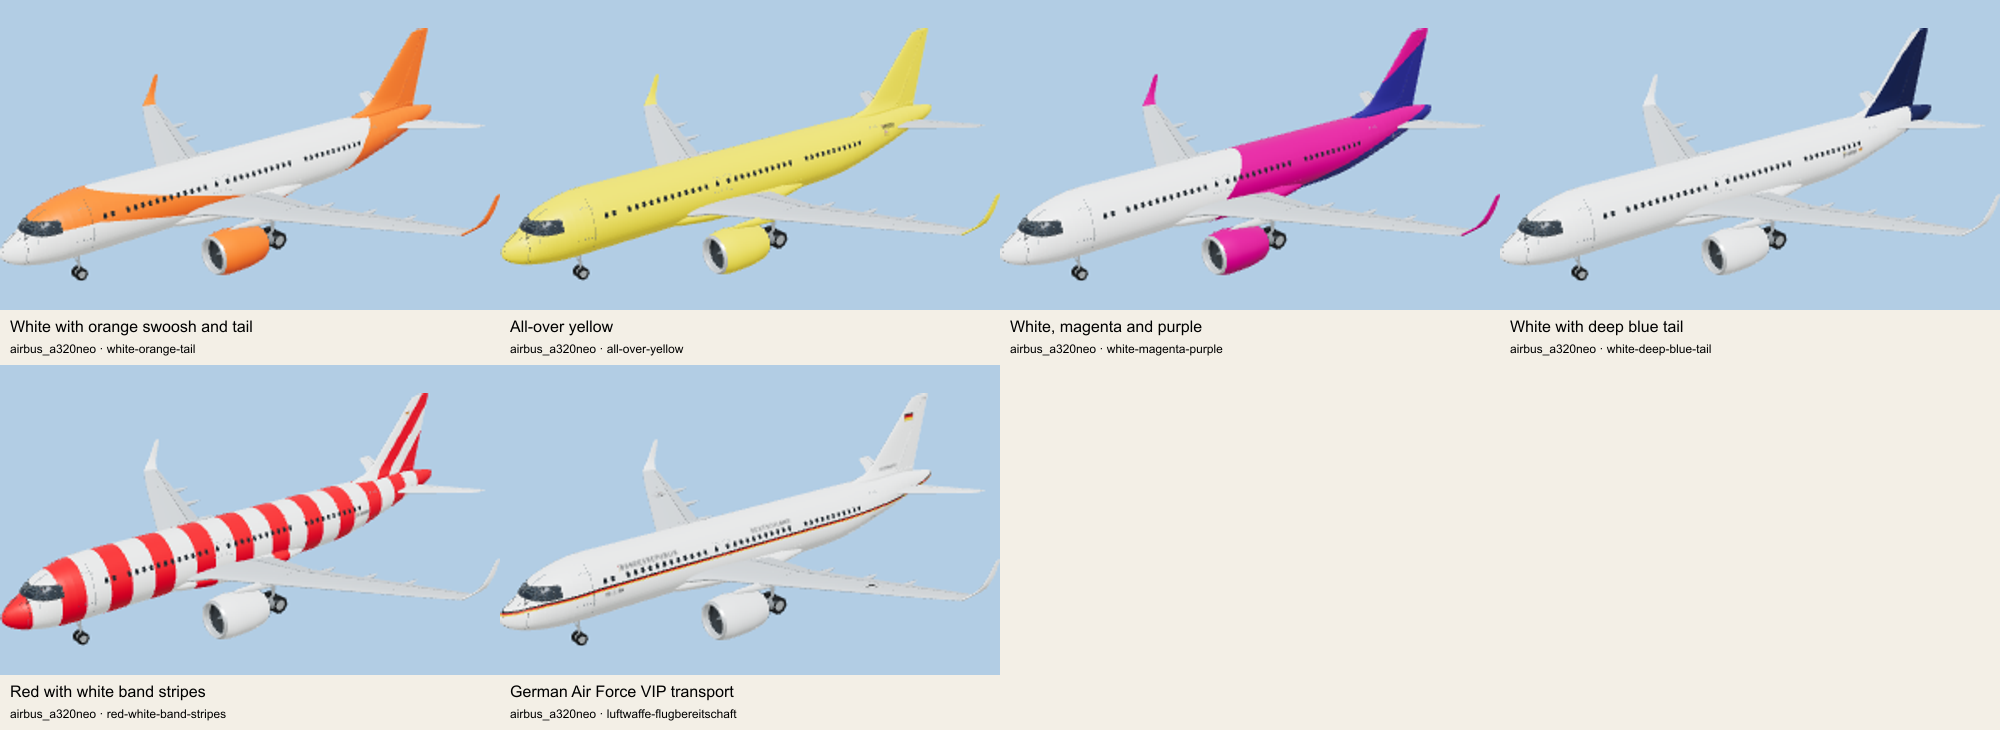 White with orange swoosh and tail
airbus_a320neo · white-orange-tail
All-over yellow
airbus_a320neo · all-over-yellow
White, magenta and purple
airbus_a320neo · white-magenta-purple
White with deep blue tail
airbus_a320neo · white-deep-blue-tail
BUNDESREPUBLIK
DEUTSCHLAND
Red with white band stripes
airbus_a320neo · red-white-band-stripes
German Air Force VIP transport
airbus_a320neo · luftwaffe-flugbereitschaft